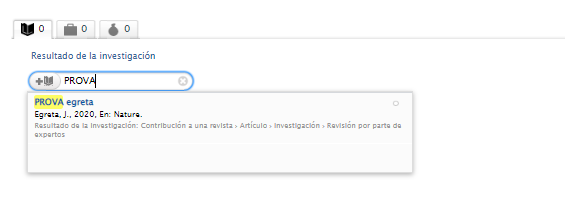 0 0 0
Resultado de la investigación
PROVA
PROVA egreta
Egreta, J., 2020, En: Nature.
Resultado de la investigación: Contribución a una revista › Artículo › Investigación › Revisión por parte de
expertos